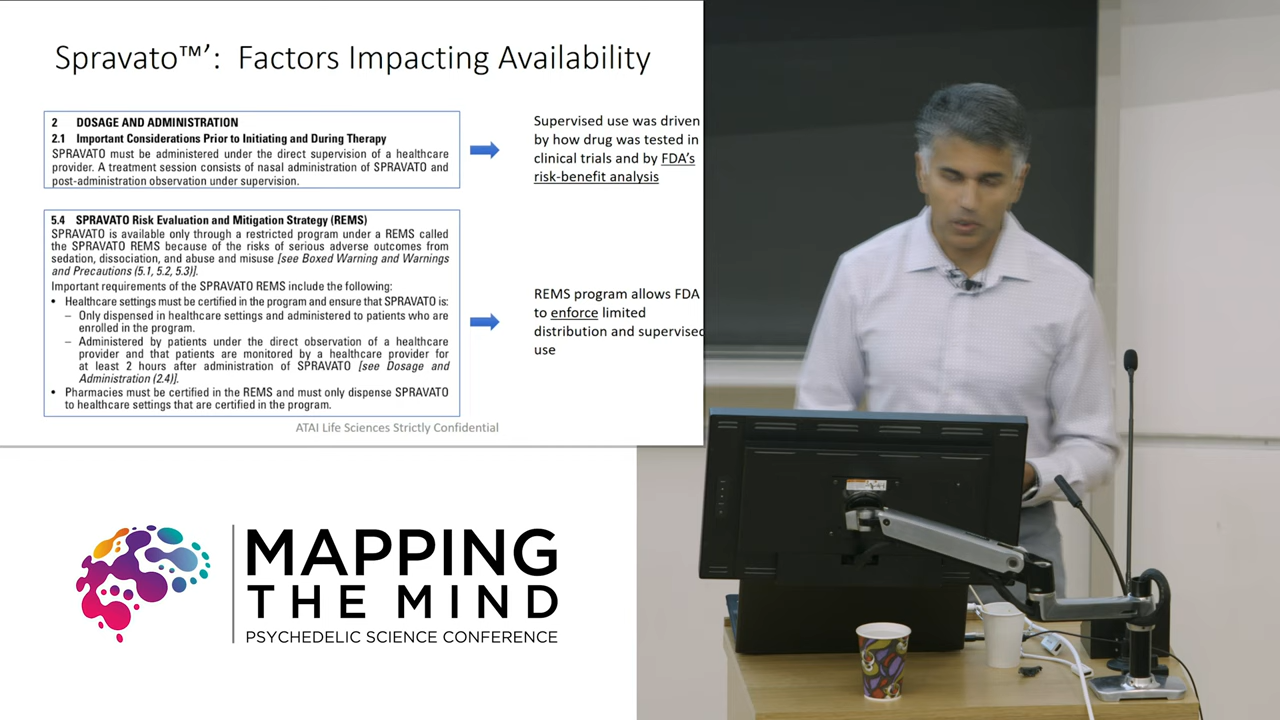 Spravato™’: Factors Impacting Availability
2 DOSAGE AND ADMINISTRATION
2.1 Important Considerations Prior to Initiating and During Therapy
SPRAVATO must be administered under the direct supervision of a healthcare
provider. A treatment session consists of nasal administration of SPRAVATO and
post-administration observation under supervision.
Supervised use was driven
by how drug was tested in
clinical trials and by FDA’s
risk-benefit analysis
5.4 SPRAVATO Risk Evaluation and Mitigation Strategy (REMS)
SPRAVATO is available only through a restricted program under a REMS called
the SPRAVATO REMS because of the risks of serious adverse outcomes from
sedation, dissociation, and abuse and misuse [see Boxed Warning and Warnings
and Precautions (5.1, 5.2, 5.3)].
Important requirements of the SPRAVATO REMS include the following:
• Healthcare settings must be certified in the program and ensure that SPRAVATO is:
– Only dispensed in healthcare settings and administered to patients who are
enrolled in the program.
– Administered by patients under the direct observation of a healthcare
provider and that patients are monitored by a healthcare provider for
at least 2 hours after administration of SPRAVATO [see Dosage and
Administration (2.4)].
• Pharmacies must be certified in the REMS and must only dispense SPRAVATO
to healthcare settings that are certified in the program.
REMS program allows FDA
to enforce limited
distribution and supervised
use
ATAI Life Sciences Strictly Confidential
MAPPING
THE MIND
PSYCHEDELIC SCIENCE CONFERENCE